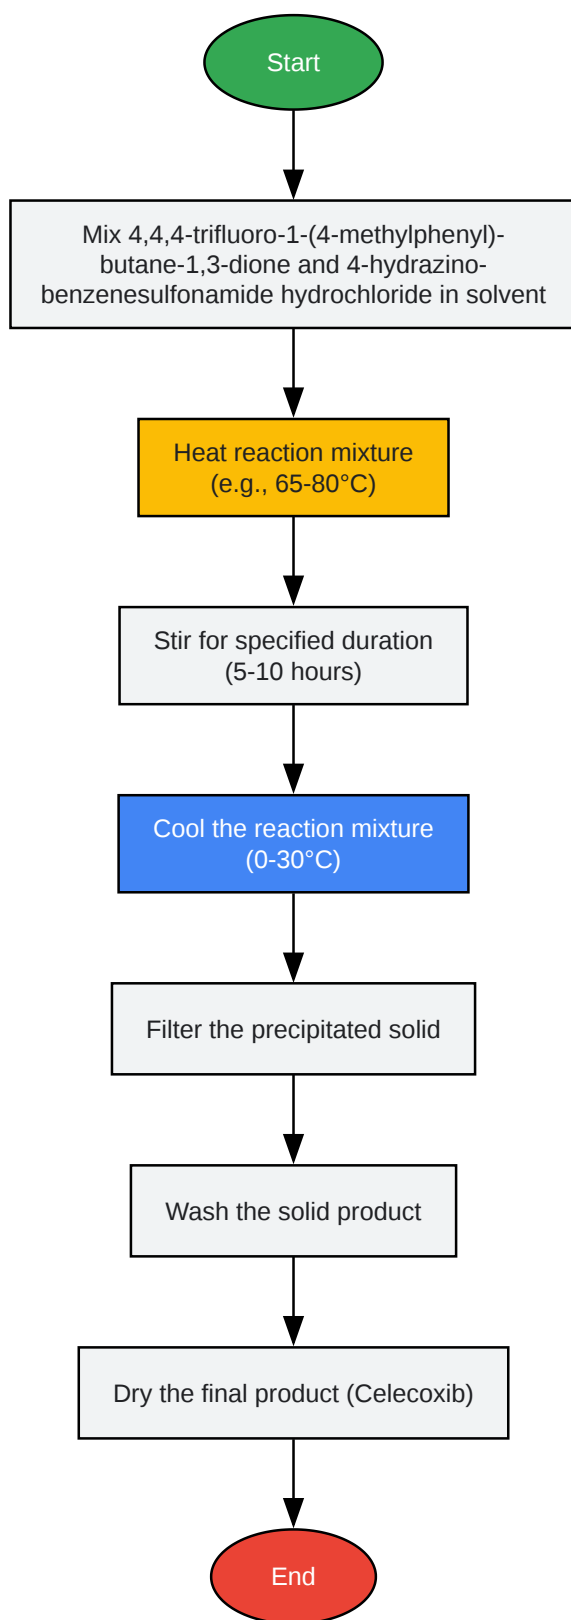 Start
Mix 4,4,4-trifluoro-1-(4-methylphenyl)-
butane-1,3-dione and 4-hydrazino-
benzenesulfonamide hydrochloride in solvent
Heat reaction mixture
(e.g., 65-80°C)
Stir for specified duration
(5-10 hours)
Cool the reaction mixture
(0-30°C)
Filter the precipitated solid
Wash the solid product
Dry the final product (Celecoxib)
End